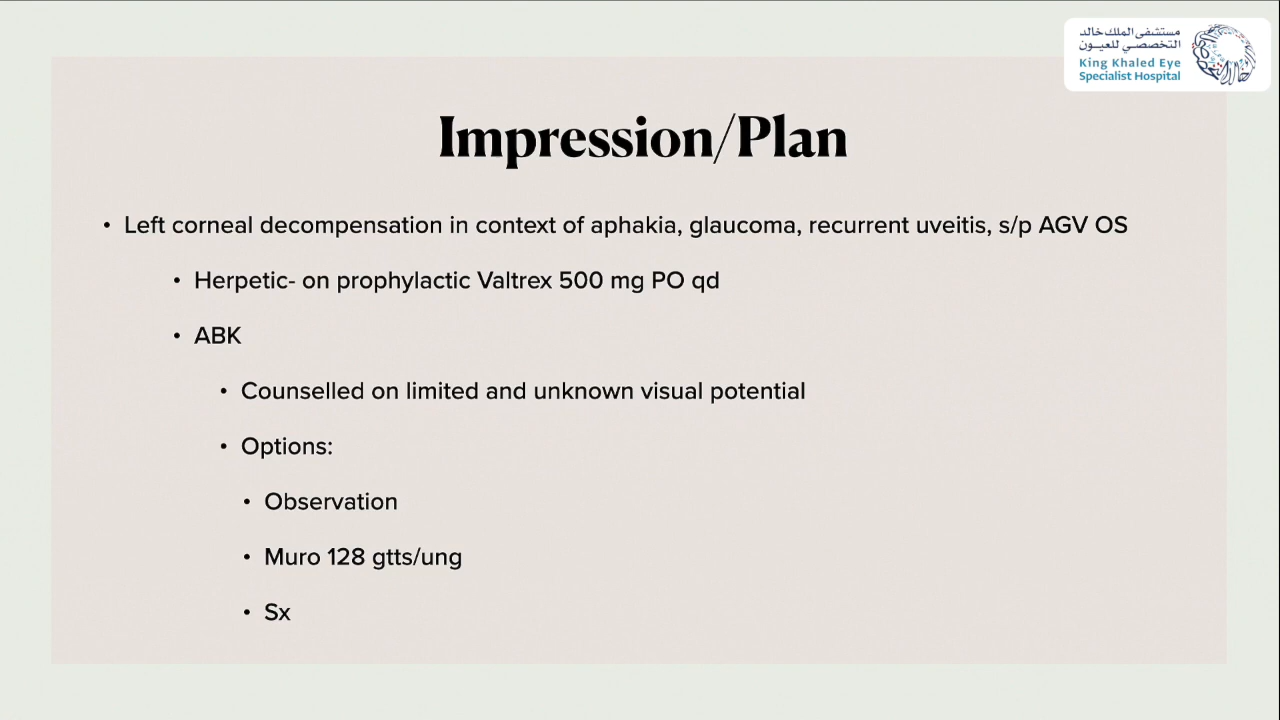 مستشفى الملك خالد
التخصصي للعيون
King Khaled Eye
Specialist Hospital
Impression/Plan
• Left corneal decompensation in context of aphakia, glaucoma, recurrent uveitis, s/p AGV OS
• Herpetic- on prophylactic Valtrex 500 mg PO qd
• ABK
• Counselled on limited and unknown visual potential
• Options:
• Observation
• Muro 128 gtts/ung
• Sx